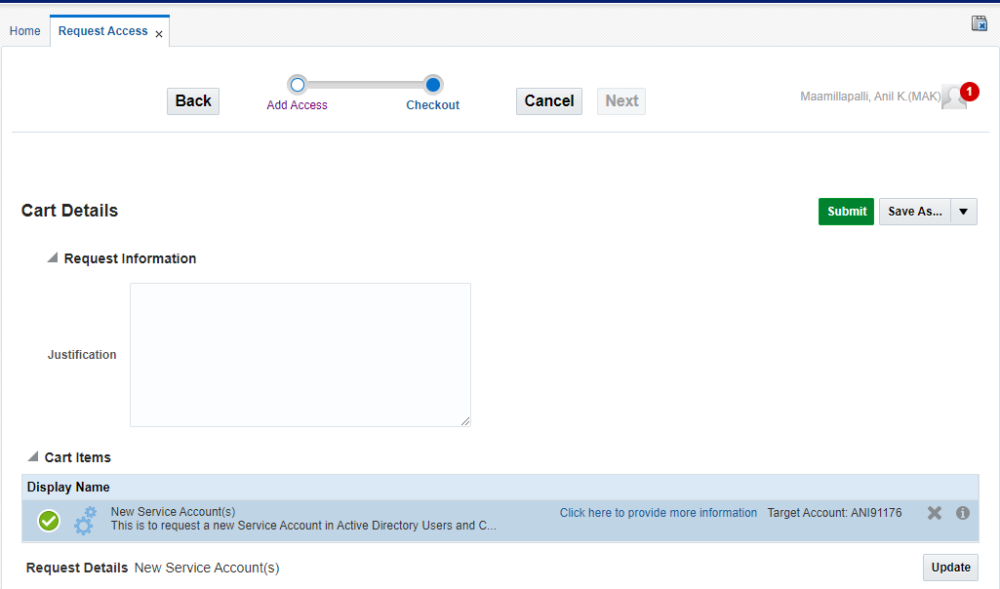 Home
Request Access
Back
Add Access
Checkout
Cancel
Next
Maamillapalli, Anil K.(MAK)
1
Cart Details
Submit
Save As...
Request Information
Justification
Cart Items
Display Name
New Service Account(s)
This is to request a new Service Account in Active Directory Users and C...
Click here to provide more information
Target Account: ANI91176
Request Details New Service Account(s)
Update